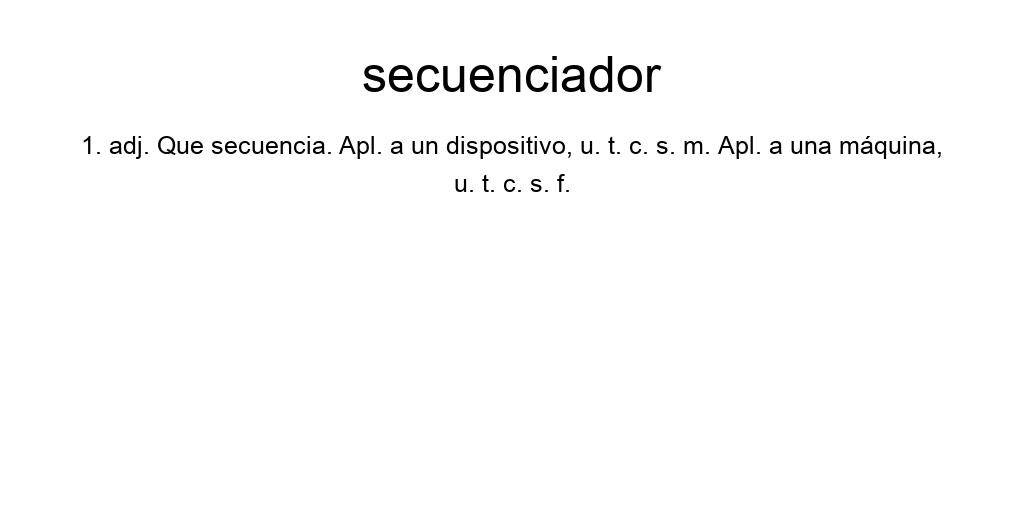 secuenciador
1. adj. Que secuencia. Apl. a un dispositivo, u. t. c. s. m. Apl. a una máquina,
u. t. c. s. f.